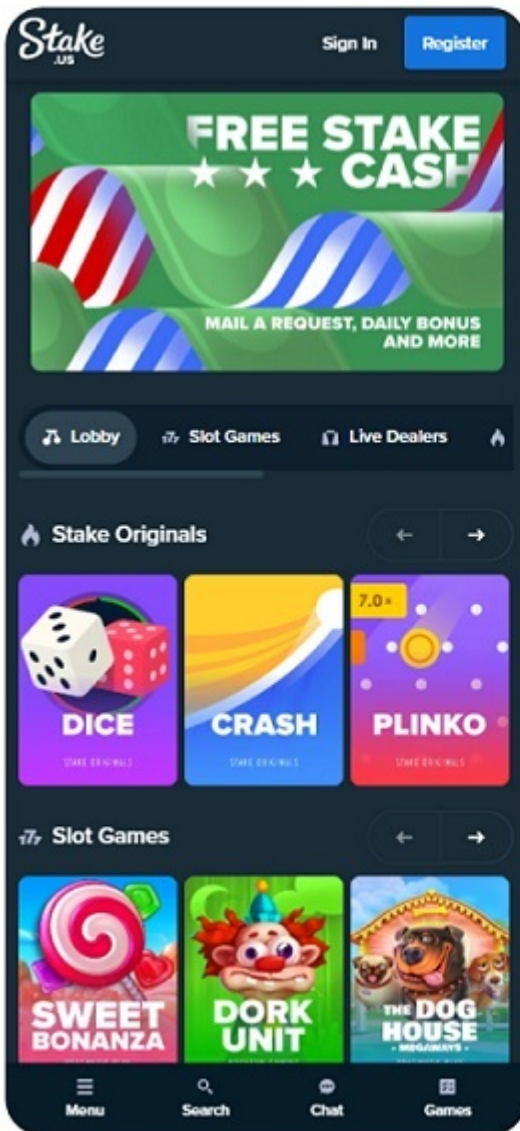 Stake
.US
Sign In
Register
FREE STAKE
★ ★ ★ CASH
MAIL A REQUEST, DAILY BONUS
AND MORE
Lobby
Slot Games
Live Dealers
Stake Originals
← →
DICE
STAKE ORIGINALS
CRASH
STAKE ORIGINALS
7.0×
PLINKO
STAKE ORIGINALS
Slot Games
← →
SWEET
BONANZA
DORK
UNIT
THE DOG
HOUSE
- MEGAWAYS -
Menu
Search
Chat
Games